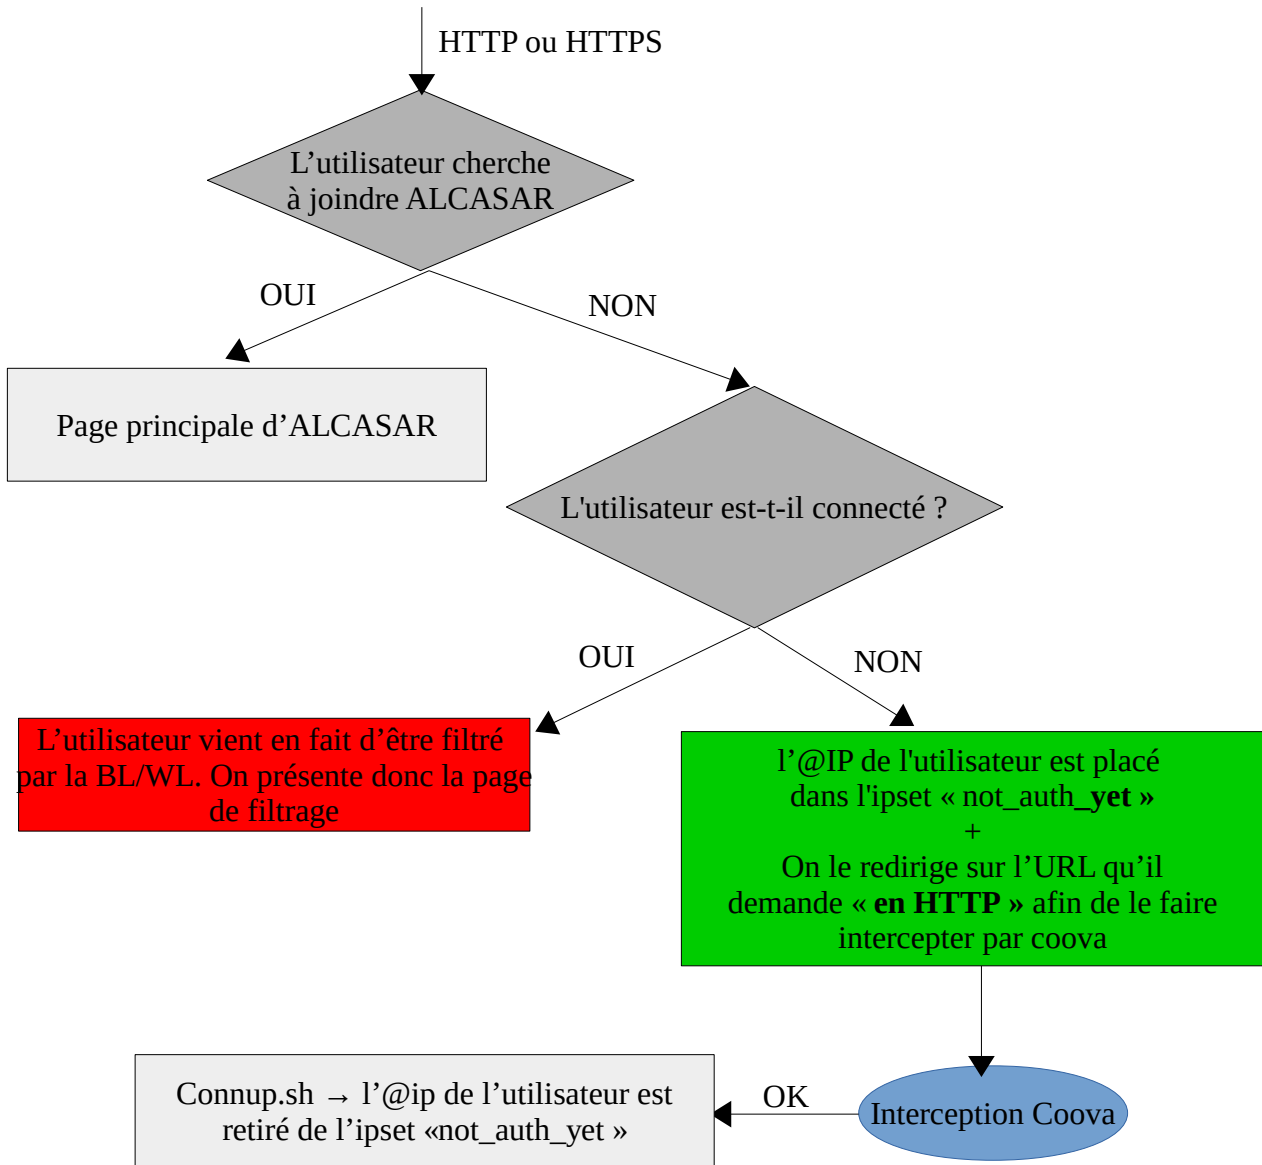 HTTP ou HTTPS
L’utilisateur cherche
à joindre ALCASAR
OUI
NON
Page principale d’ALCASAR
L'utilisateur est-t-il connecté ?
OUI
NON
L’utilisateur vient en fait d’être filtré
par la BL/WL. On présente donc la page
de filtrage
l’@IP de l'utilisateur est placé
dans l'ipset « not_auth_yet »
+
On le redirige sur l’URL qu’il
demande « en HTTP » afin de le faire
intercepter par coova
Interception Coova
OK
Connup.sh → l’@ip de l’utilisateur est
retiré de l’ipset «not_auth_yet »